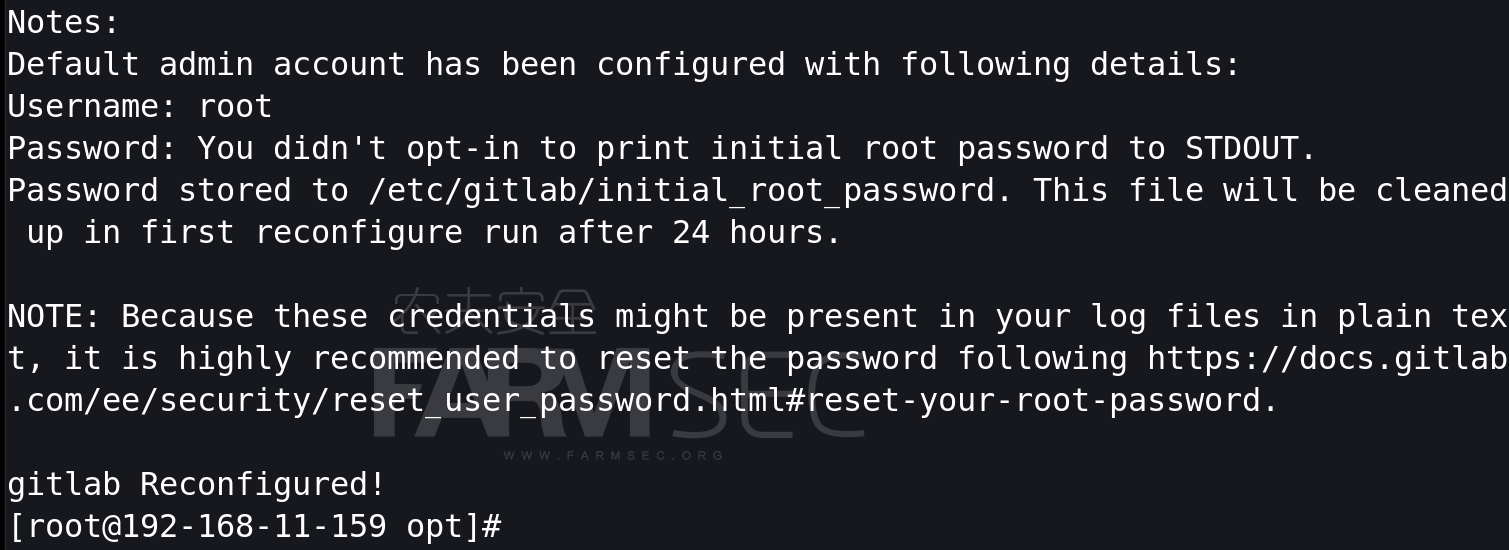 Notes:
Default admin account has been configured with following details:
Username: root
Password: You didn't opt-in to print initial root password to STDOUT.
Password stored to /etc/gitlab/initial_root_password. This file will be cleaned
 up in first reconfigure run after 24 hours.
NOTE: Because these credentials might be present in your log files in plain tex
t, it is highly recommended to reset the password following https://docs.gitlab
.com/ee/security/reset_user_password.html#reset-your-root-password.
gitlab Reconfigured!
[root@192-168-11-159 opt]#
农夫安全
FARMSEC
WWW.FARMSEC.ORG